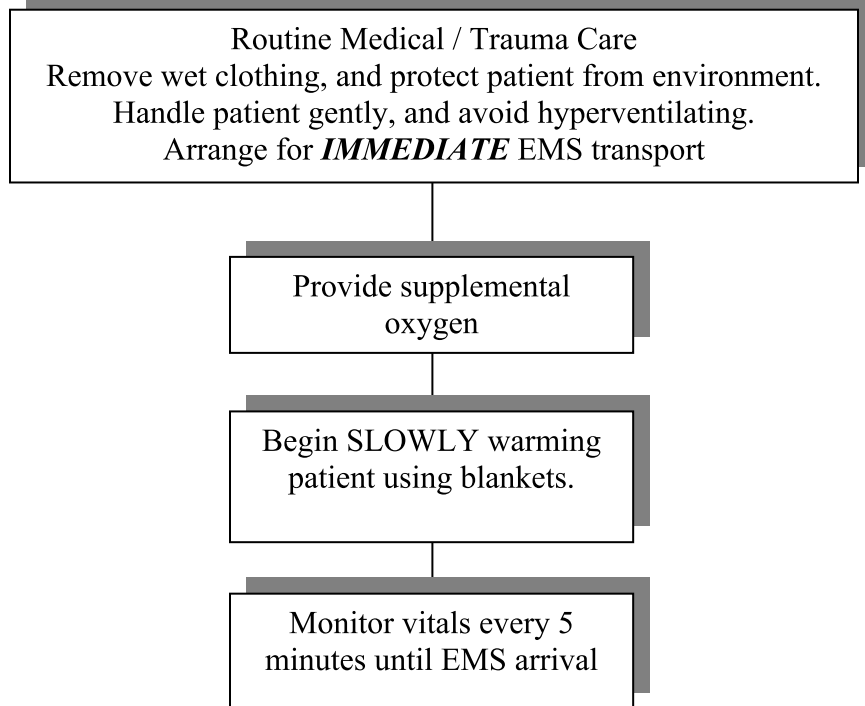 Routine Medical / Trauma Care
Remove wet clothing, and protect patient from environment.
Handle patient gently, and avoid hyperventilating.
Arrange for IMMEDIATE EMS transport
Provide supplemental
oxygen
Begin SLOWLY warming
patient using blankets.
Monitor vitals every 5
minutes until EMS arrival